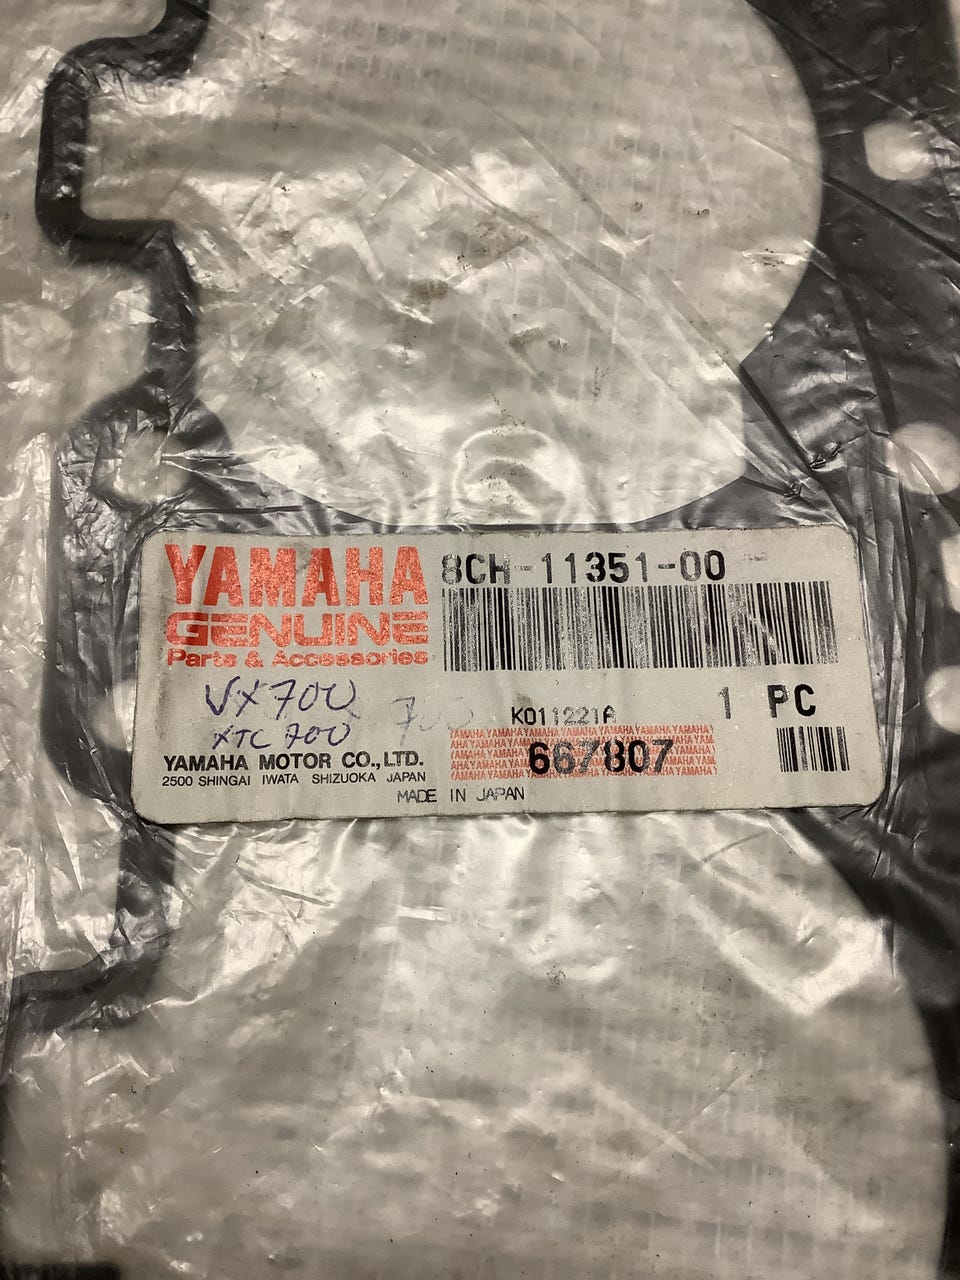 YAMAHA
GENUINE
Parts & Accessories
8CH-11351-00
VX700
XTC 700
700
K011221A
1 PC
667807
YAMAHA MOTOR CO.,LTD.
2500 SHINGAI IWATA SHIZUOKA JAPAN
MADE IN JAPAN